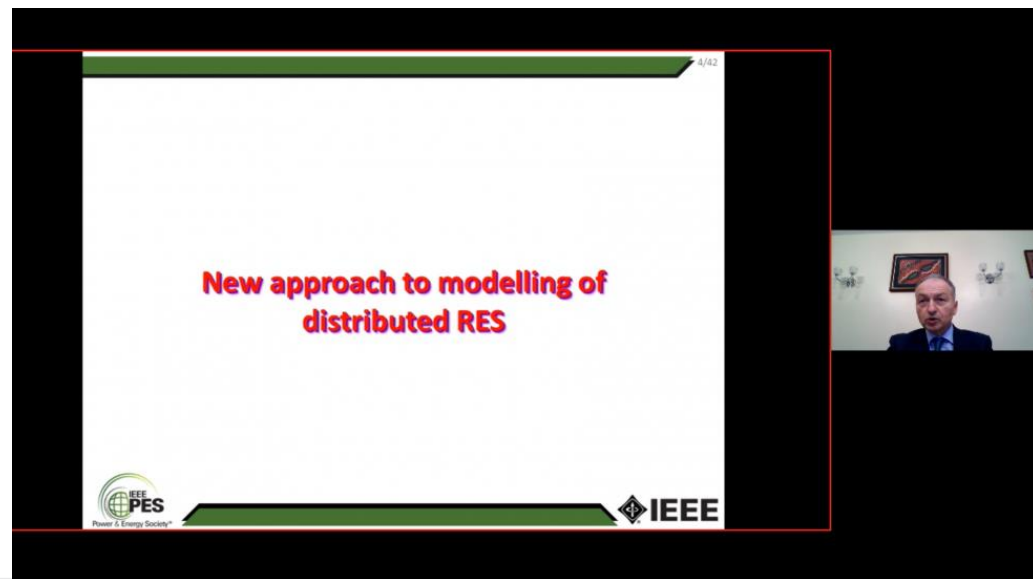 4/42
New approach to modelling of
distributed RES
IEEE
PES
Power & Energy Society
IEEE